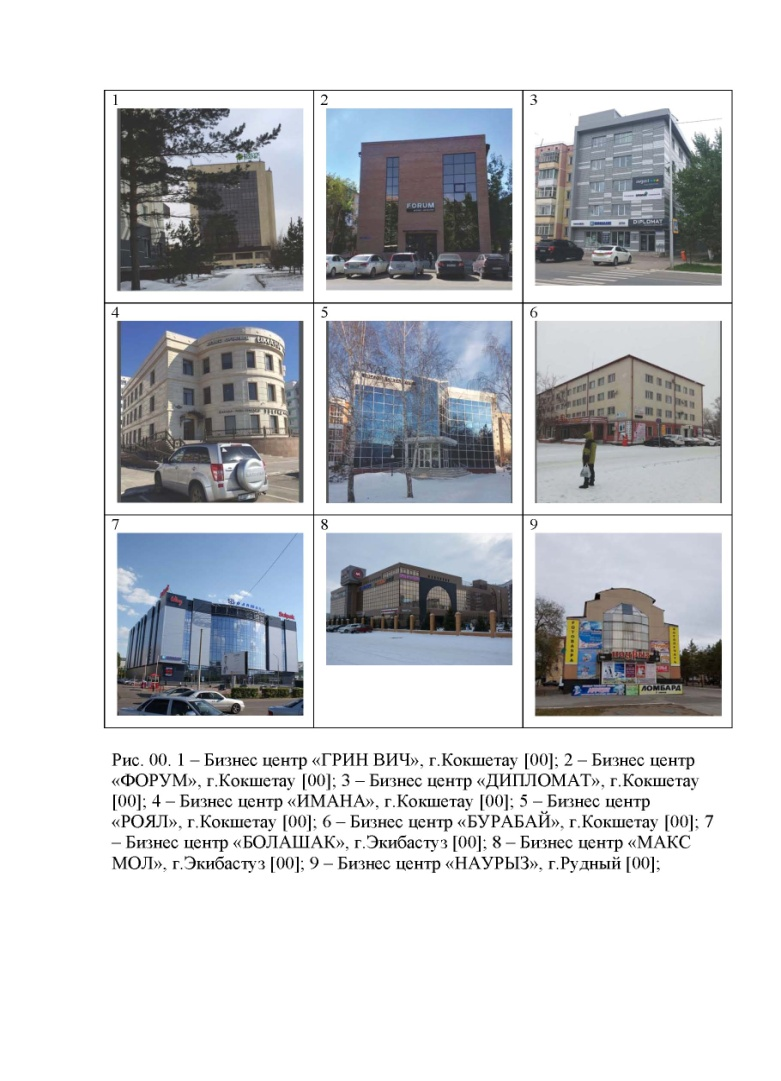 1
2
3
FORUM
DIPLOMAT
4
5
6
7
8
9
ЛОМБАРД
Рис. 00. 1 – Бизнес центр «ГРИН ВИЧ», г.Кокшетау [00]; 2 – Бизнес центр
«ФОРУМ», г.Кокшетау [00]; 3 – Бизнес центр «ДИПЛОМАТ», г.Кокшетау
[00]; 4 – Бизнес центр «ИМАНА», г.Кокшетау [00]; 5 – Бизнес центр
«РОЯЛ», г.Кокшетау [00]; 6 – Бизнес центр «БУРАБАЙ», г.Кокшетау [00]; 7
– Бизнес центр «БОЛАШАК», г.Экибастуз [00]; 8 – Бизнес центр «МАКС
МОЛ», г.Экибастуз [00]; 9 – Бизнес центр «НАУРЫЗ», г.Рудный [00];